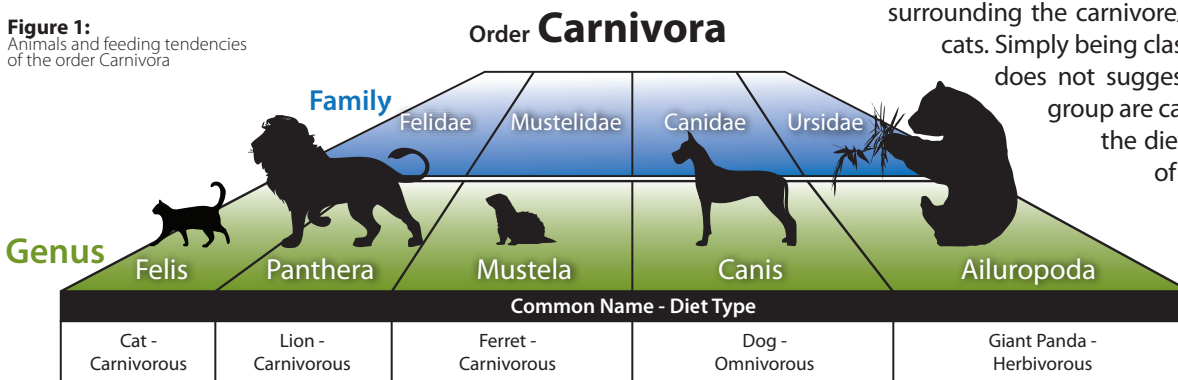 Figure 1:
Animals and feeding tendencies
of the order Carnivora
Order Carnivora
surrounding the carnivore
cats. Simply being clas
does not sugges
group are ca
the die
of
Family
Felidae Mustelidae Canidae Ursidae
Genus
Felis Panthera Mustela Canis Ailuropoda
Common Name - Diet Type
Cat -
Carnivorous
Lion -
Carnivorous
Ferret -
Carnivorous
Dog -
Omnivorous
Giant Panda -
Herbivorous